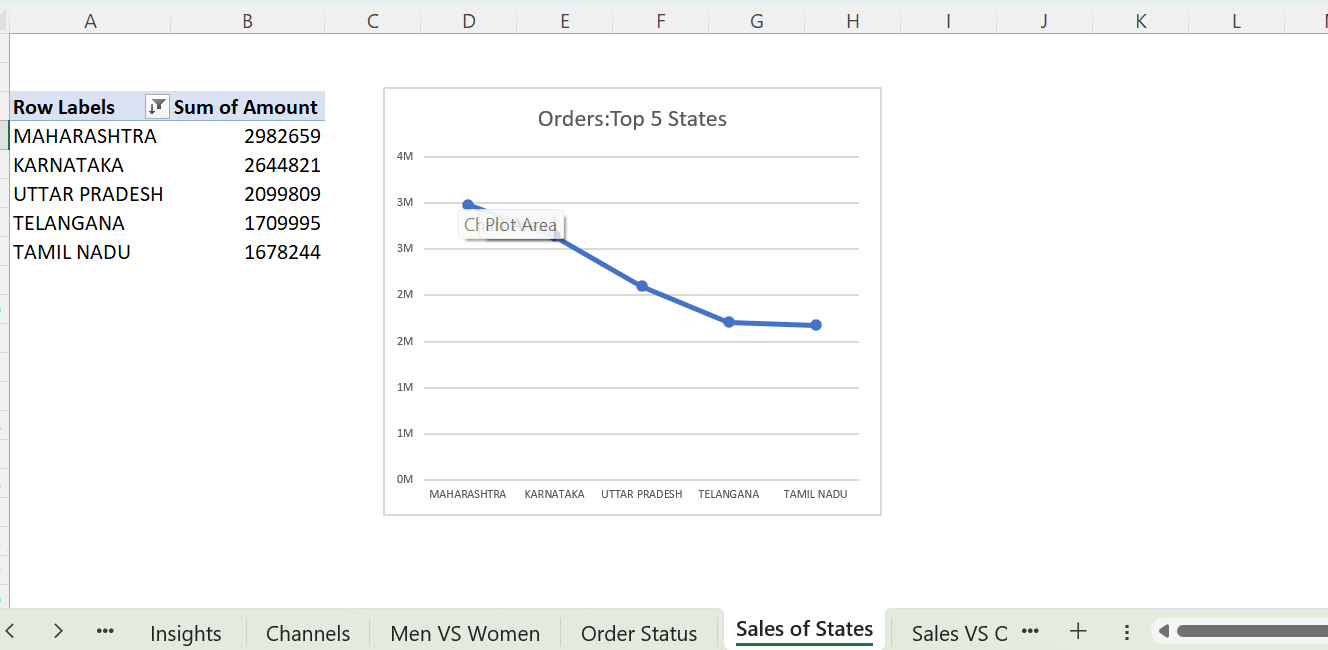 A B C D E F G H I J K L
Row Labels Sum of Amount
MAHARASHTRA 2982659
KARNATAKA 2644821
UTTAR PRADESH 2099809
TELANGANA 1709995
TAMIL NADU 1678244
Orders:Top 5 States
4M
3M
Plot Area
3M
2M
2M
1M
1M
0M
MAHARASHTRA KARNATAKA UTTAR PRADESH TELANGANA TAMIL NADU
Insights Channels Men VS Women Order Status Sales of States Sales VS C